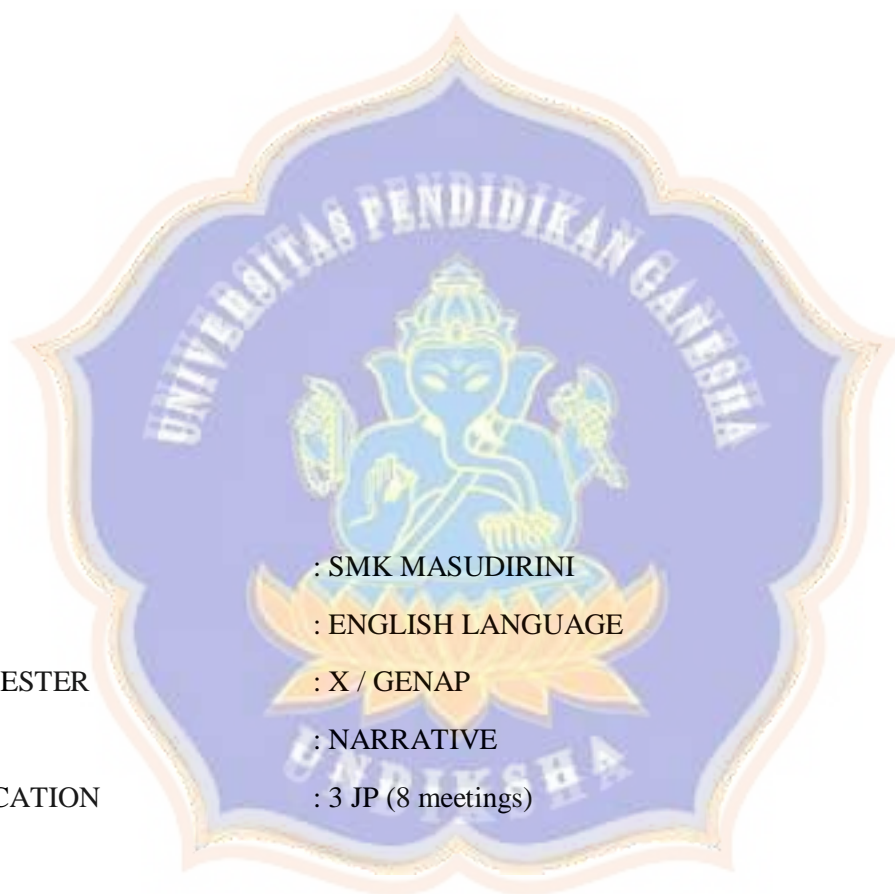 UNIVERSITAS PENDIDIKAN GANESHA
: SMK MASUDIRINI
: ENGLISH LANGUAGE
ESTER : X / GENAP
: NARRATIVE
UNDIKSHA
CATION : 3 JP (8 meetings)